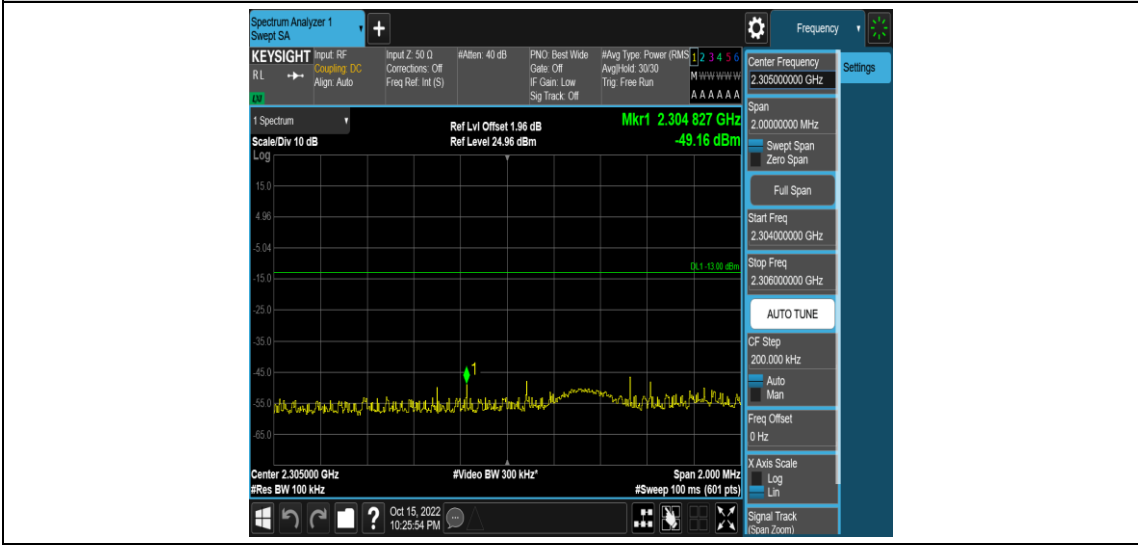 Spectrum Analyzer 1
Swept SA
+
Frequency
KEYSIGHT
RL
LXI
Input: RF
Coupling: DC
Align: Auto
Input Z: 50 Ω
Corrections: Off
Freq Ref: Int (S)
#Atten: 40 dB
PNO: Best Wide
Gate: Off
IF Gain: Low
Sig Track: Off
#Avg Type: Power (RMS
Avg|Hold: 30/30
Trig: Free Run
1 2 3 4 5 6
M W W W W W
A A A A A A
1 Spectrum
Scale/Div 10 dB
Ref Lvl Offset 1.96 dB
Ref Level 24.96 dBm
Mkr1 2.304 827 GHz
-49.16 dBm
Log
15.0
4.96
-5.04
DL1 -13.00 dBm
-15.0
-25.0
-35.0
-45.0
1
-55.0
-65.0
Center 2.305000 GHz
#Video BW 300 kHz*
Span 2.000 MHz
#Res BW 100 kHz
#Sweep 100 ms (601 pts)
Oct 15, 2022
10:25:54 PM
?
Center Frequency
2.305000000 GHz
Settings
Span
2.00000000 MHz
Swept Span
Zero Span
Full Span
Start Freq
2.304000000 GHz
Stop Freq
2.306000000 GHz
AUTO TUNE
CF Step
200.000 kHz
Auto
Man
Freq Offset
0 Hz
X Axis Scale
Log
Lin
Signal Track
(Span Zoom)